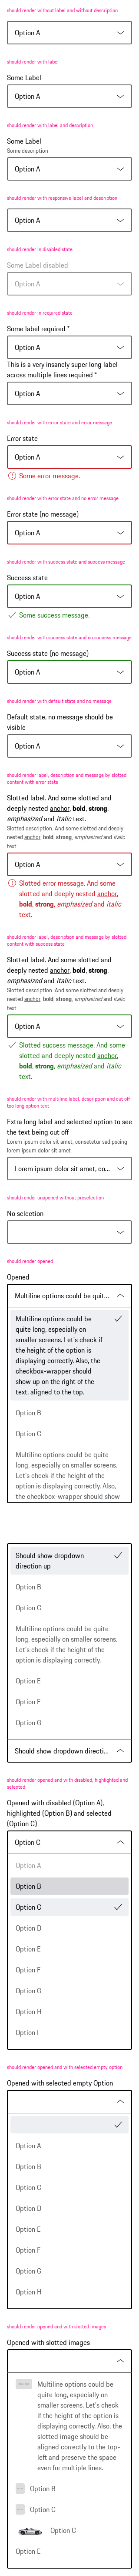 should render without label and without description
Option A
should render with label
Some Label
Option A
should render with label and description
Some Label
Some description
Option A
should render with responsive label and description
Option A
should render in disabled state
Some Label disabled
Option A
should render in required state
Some label required *
Option A
This is a very insanely super long label
across multiple lines required *
Option A
should render with error state and error message
Error state
Option A
Some error message.
should render with error state and no error message
Error state (no message)
Option A
should render with success state and success message
Success state
Option A
Some success message.
should render with success state and no success message
Success state (no message)
Option A
should render with default state and no message
Default state, no message should be
visible
Option A
should render label, description and message by slotted
content with error state
Slotted label. And some slotted and
deeply nested anchor, bold, strong,
emphasized and italic text.
Slotted description. And some slotted and deeply
nested anchor, bold, strong, emphasized and italic
text.
Option A
Slotted error message. And some
slotted and deeply nested anchor,
bold, strong, emphasized and italic
text.
should render label, description and message by slotted
content with success state
Slotted label. And some slotted and
deeply nested anchor, bold, strong,
emphasized and italic text.
Slotted description. And some slotted and deeply
nested anchor, bold, strong, emphasized and italic
text.
Option A
Slotted success message. And some
slotted and deeply nested anchor,
bold, strong, emphasized and italic
text.
should render with multiline label, description and cut off
too long option text
Extra long label and selected option to see
the text being cut off
Lorem ipsum dolor sit amet, consetetur sadipscing
lorem ipsum dolor sit amet
Lorem ipsum dolor sit amet, co...
should render unopened without preselection
No selection
should render opened
Opened
Multiline options could be quit...
Multiline options could be
quite long, especially on
smaller screens. Let's check
if the height of the option is
displaying correctly. Also, the
checkbox-wrapper should
show up on the right of the
text, aligned to the top.
Option B
Option C
Multiline options could be quite
long, especially on smaller screens.
Let's check if the height of the
option is displaying correctly. Also,
the checkbox-wrapper should show
Should show dropdown
direction up
Option B
Option C
Multiline options could be quite
long, especially on smaller screens.
Let's check if the height of the
option is displaying correctly.
Option E
Option F
Option G
Should show dropdown directi...
should render opened and with disabled, highlighted and
selected
Opened with disabled (Option A),
highlighted (Option B) and selected
(Option C)
Option C
Option A
Option B
Option C
Option D
Option E
Option F
Option G
Option H
Option I
should render opened and with selected empty option
Opened with selected empty Option
Option A
Option B
Option C
Option D
Option E
Option F
Option G
Option H
should render opened and with slotted images
Opened with slotted images
Multiline options could be
quite long, especially on
smaller screens. Let's check
if the height of the option is
displaying correctly. Also, the
slotted image should be
aligned correctly to the top-
left and preserve the space
even for multiple lines.
Option B
Option C
Option C
Option E